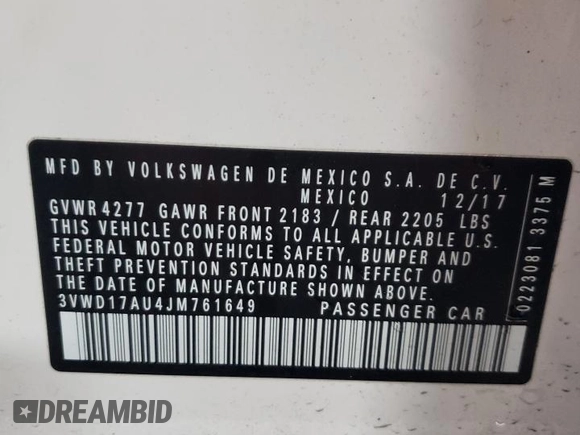 MFD BY VOLKSWAGEN DE MEXICO S.A. DE C.V.
MEXICO 12/17
GVWR 4277 GAWR FRONT 2183 / REAR 2205 LBS
THIS VEHICLE CONFORMS TO ALL APPLICABLE U.S.
FEDERAL MOTOR VEHICLE SAFETY, BUMPER AND
THEFT PREVENTION STANDARDS IN EFFECT ON
THE DATE OF MANUFACTURE SHOWN ABOVE.
3VWD17AU4JM761649 PASSENGER CAR
0223081 3375 M
DREAMBID